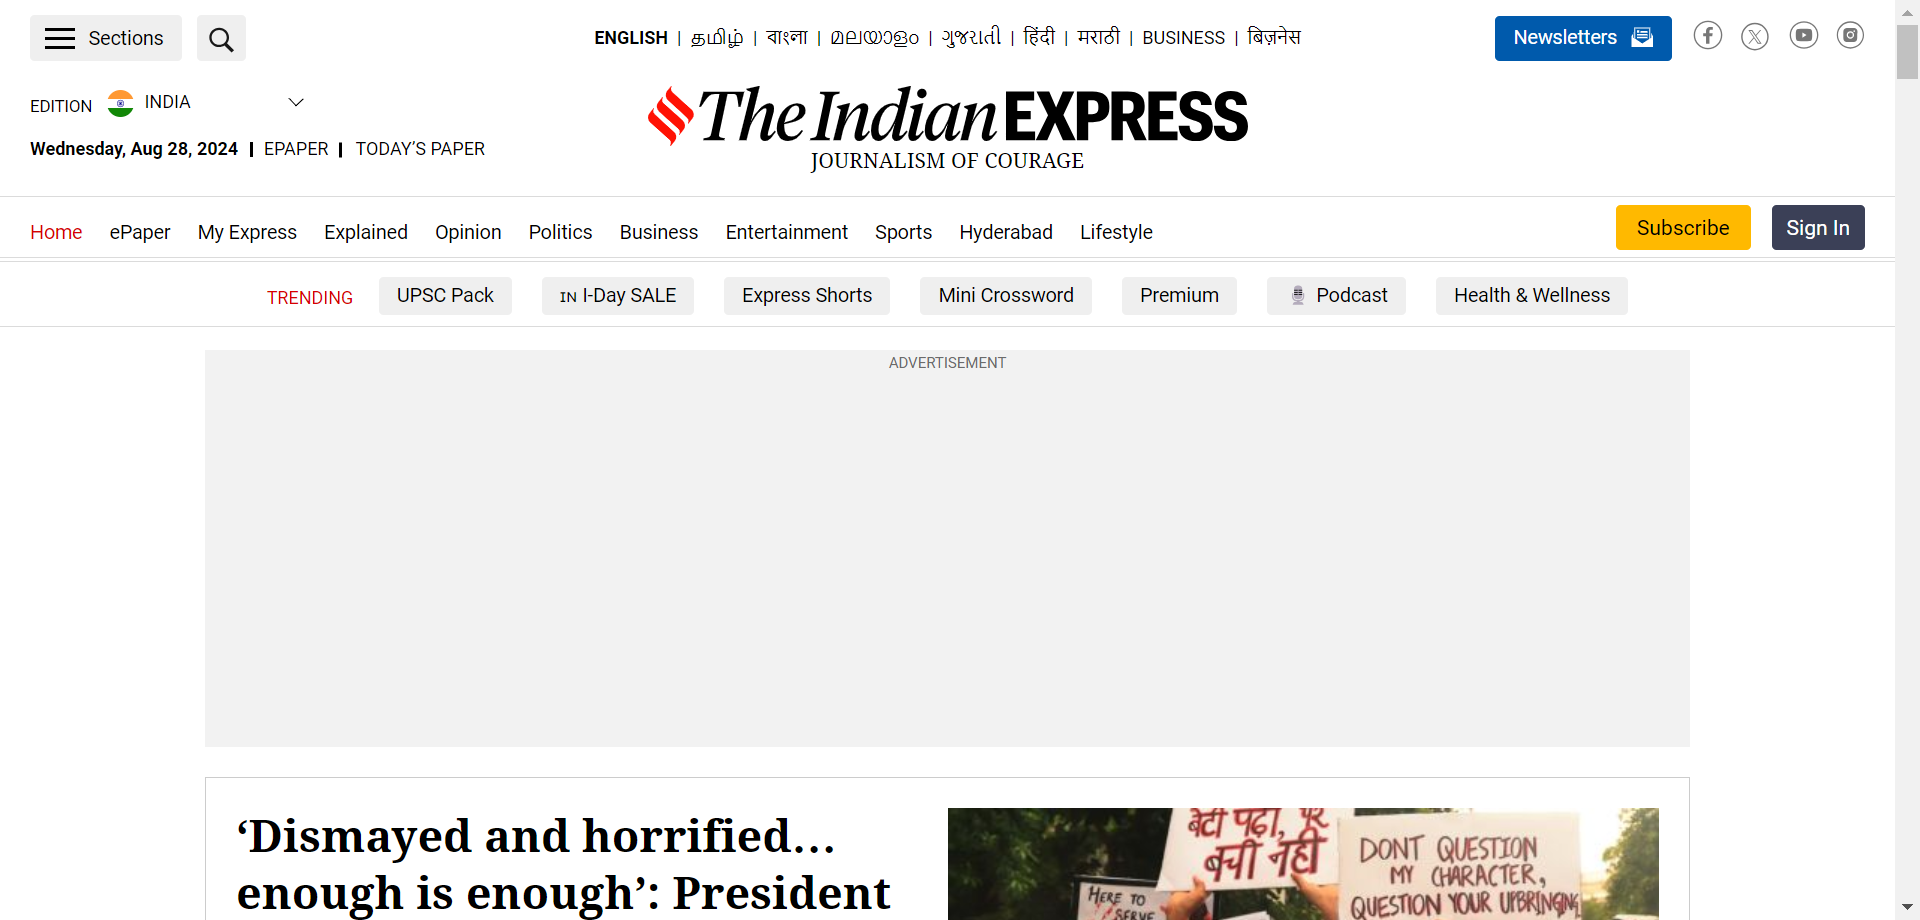 Sections
ENGLISH | தமிழ் | বাংলা | മലയാളം | ગુજરાતી | हिंदी | मराठी | BUSINESS | बिज़नेस
Newsletters
EDITION INDIA
The Indian EXPRESS
JOURNALISM OF COURAGE
Wednesday, Aug 28, 2024 | EPAPER | TODAY’S PAPER
Home ePaper My Express Explained Opinion Politics Business Entertainment Sports Hyderabad Lifestyle
Subscribe Sign In
TRENDING UPSC Pack IN I-Day SALE Express Shorts Mini Crossword Premium Podcast Health & Wellness
ADVERTISEMENT
‘Dismayed and horrified…
enough is enough’: President
बेटी पढ़ा, पर
बची नहीं
DONT QUESTION
MY CHARACTER,
QUESTION YOUR UPBRINGING
HERE TO
SERVE